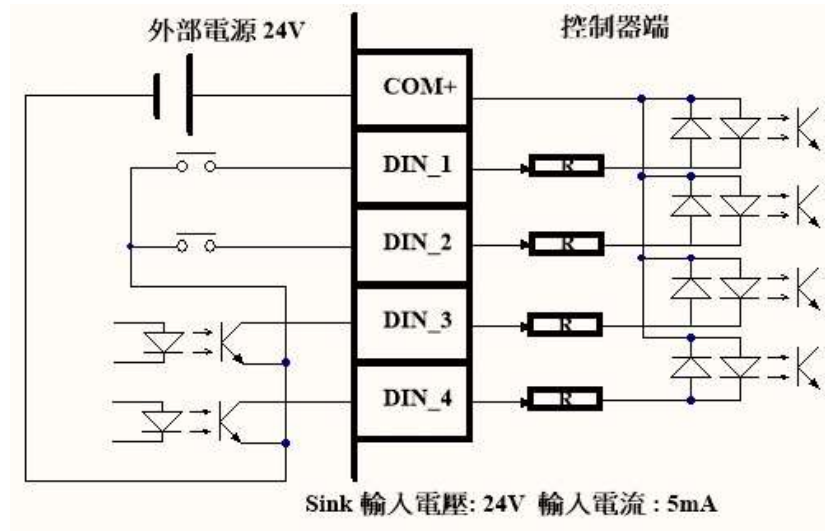 外部電源 24V
控制器端
COM+
DIN_1
R
DIN_2
R
DIN_3
R
DIN_4
R
Sink 輸入電壓: 24V 輸入電流 : 5mA